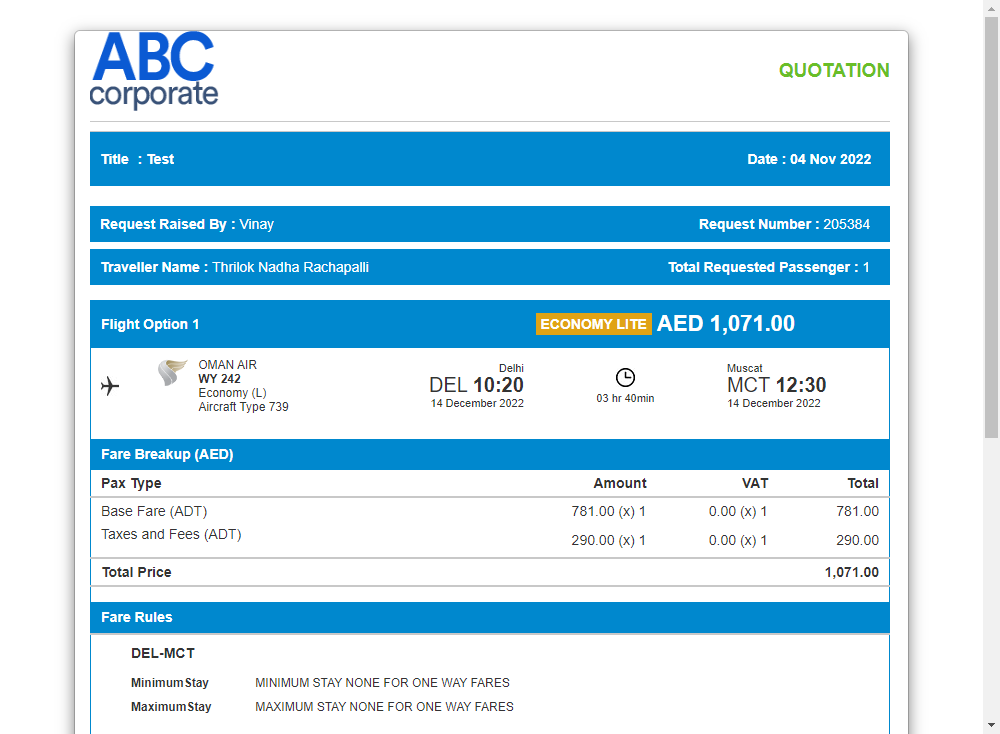 ABC
corporate
QUOTATION
Title : Test Date : 04 Nov 2022
Request Raised By : Vinay Request Number : 205384
Traveller Name : Thrilok Nadha Rachapalli Total Requested Passenger : 1
Flight Option 1 ECONOMY LITE AED 1,071.00
OMAN AIR
WY 242
Economy (L)
Aircraft Type 739
Delhi
DEL 10:20
14 December 2022
03 hr 40min
Muscat
MCT 12:30
14 December 2022
Fare Breakup (AED)
Pax Type Amount VAT Total
Base Fare (ADT) 781.00 (x) 1 0.00 (x) 1 781.00
Taxes and Fees (ADT) 290.00 (x) 1 0.00 (x) 1 290.00
Total Price 1,071.00
Fare Rules
DEL-MCT
MinimumStay MINIMUM STAY NONE FOR ONE WAY FARES
MaximumStay MAXIMUM STAY NONE FOR ONE WAY FARES